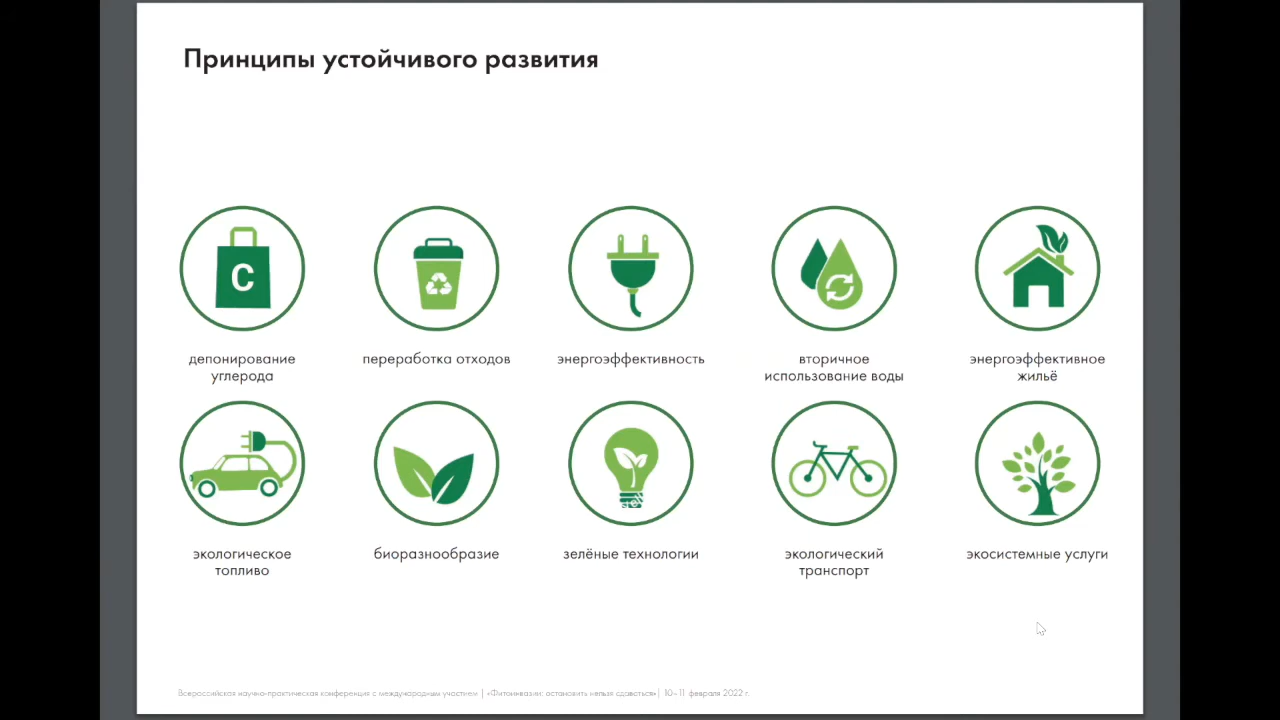 Принципы устойчивого развития
C
депонирование
углерода
переработка отходов
энергоэффективность
вторичное
использование воды
энергоэффективное
жильё
экологическое
топливо
биоразнообразие
зелёные технологии
экологический
транспорт
экосистемные услуги
Всероссийская научно-практическая конференция с международным участием | «Фитоинвазии: остановить нельзя сдаваться» | 10–11 февраля 2022 г.